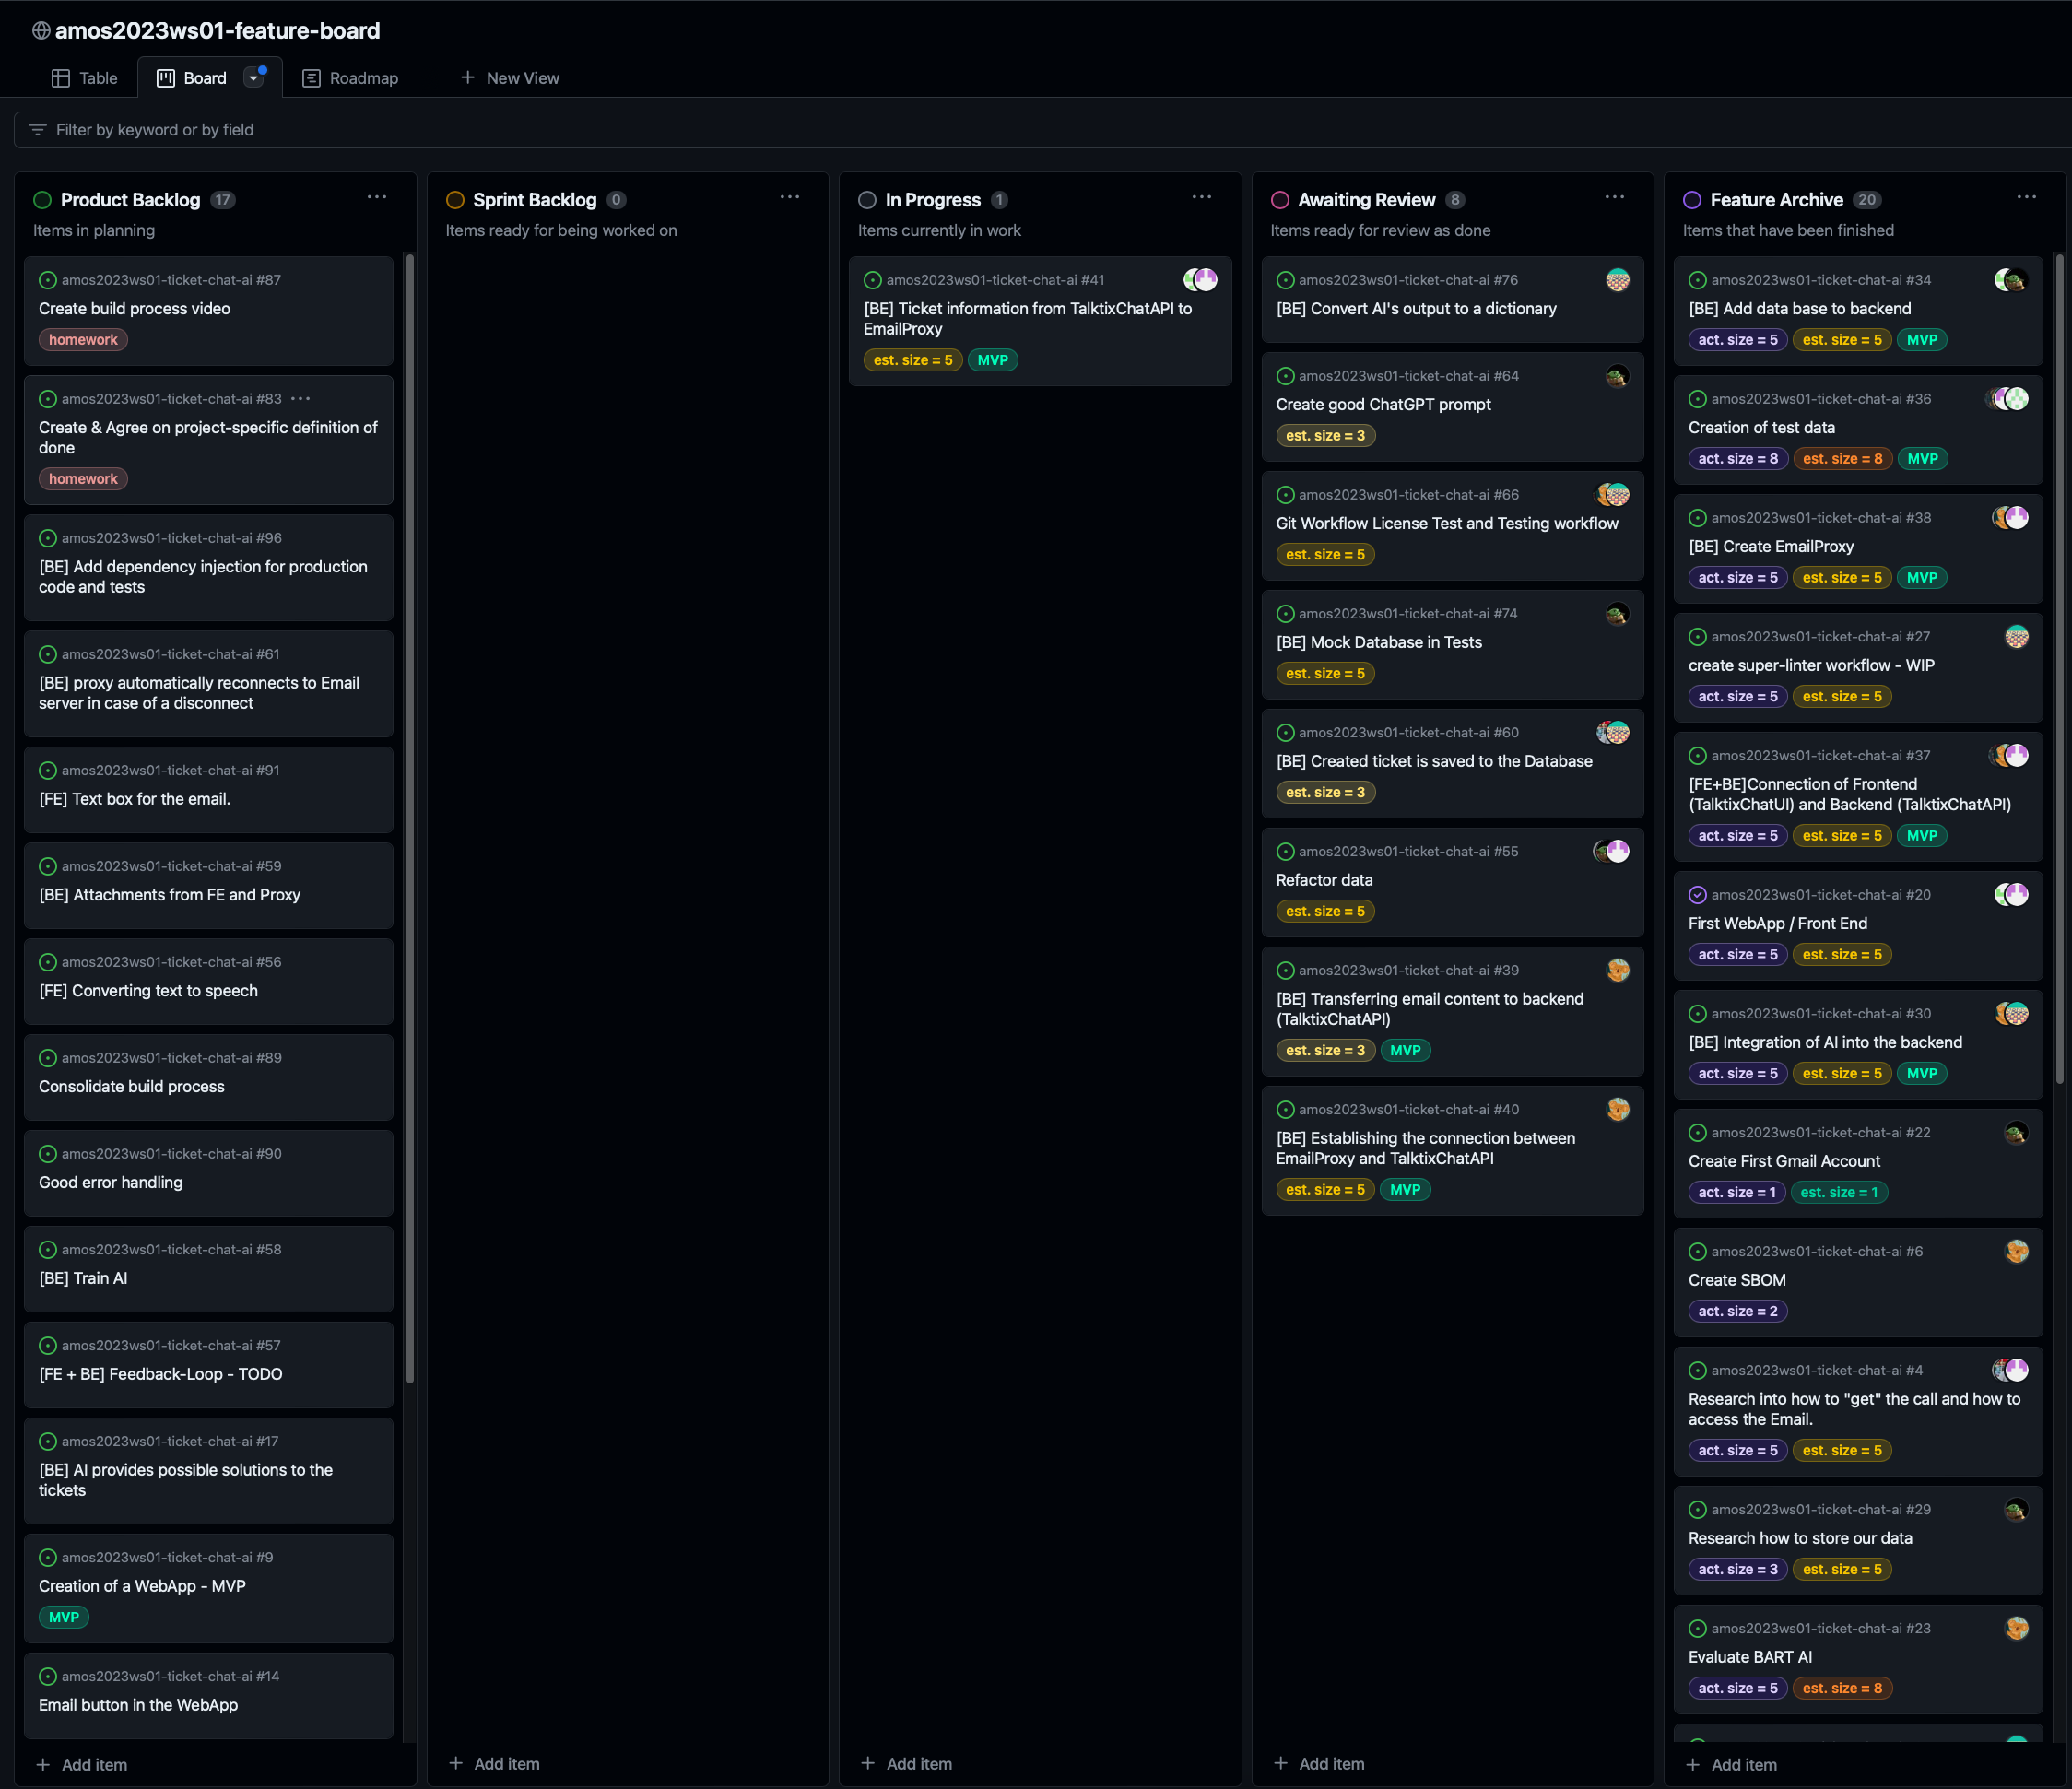 amos2023ws01-feature-board
Table
Board
Roadmap
New View
Filter by keyword or by field
Product Backlog 17
Items in planning
amos2023ws01-ticket-chat-ai #87
Create build process video
homework
amos2023ws01-ticket-chat-ai #83
Create & Agree on project-specific definition of
done
homework
amos2023ws01-ticket-chat-ai #96
[BE] Add dependency injection for production
code and tests
amos2023ws01-ticket-chat-ai #61
[BE] proxy automatically reconnects to Email
server in case of a disconnect
amos2023ws01-ticket-chat-ai #91
[FE] Text box for the email.
amos2023ws01-ticket-chat-ai #59
[BE] Attachments from FE and Proxy
amos2023ws01-ticket-chat-ai #56
[FE] Converting text to speech
amos2023ws01-ticket-chat-ai #89
Consolidate build process
amos2023ws01-ticket-chat-ai #90
Good error handling
amos2023ws01-ticket-chat-ai #58
[BE] Train AI
amos2023ws01-ticket-chat-ai #57
[FE + BE] Feedback-Loop - TODO
amos2023ws01-ticket-chat-ai #17
[BE] AI provides possible solutions to the
tickets
amos2023ws01-ticket-chat-ai #9
Creation of a WebApp - MVP
MVP
amos2023ws01-ticket-chat-ai #14
Email button in the WebApp
Add item
Sprint Backlog 0
Items ready for being worked on
Add item
In Progress 1
Items currently in work
amos2023ws01-ticket-chat-ai #41
[BE] Ticket information from TalktixChatAPI to
EmailProxy
est. size = 5 MVP
Add item
Awaiting Review 8
Items ready for review as done
amos2023ws01-ticket-chat-ai #76
[BE] Convert AI's output to a dictionary
amos2023ws01-ticket-chat-ai #64
Create good ChatGPT prompt
est. size = 3
amos2023ws01-ticket-chat-ai #66
Git Workflow License Test and Testing workflow
est. size = 5
amos2023ws01-ticket-chat-ai #74
[BE] Mock Database in Tests
est. size = 5
amos2023ws01-ticket-chat-ai #60
[BE] Created ticket is saved to the Database
est. size = 3
amos2023ws01-ticket-chat-ai #55
Refactor data
est. size = 5
amos2023ws01-ticket-chat-ai #39
[BE] Transferring email content to backend
(TalktixChatAPI)
est. size = 3 MVP
amos2023ws01-ticket-chat-ai #40
[BE] Establishing the connection between
EmailProxy and TalktixChatAPI
est. size = 5 MVP
Add item
Feature Archive 20
Items that have been finished
amos2023ws01-ticket-chat-ai #34
[BE] Add data base to backend
act. size = 5 est. size = 5 MVP
amos2023ws01-ticket-chat-ai #36
Creation of test data
act. size = 8 est. size = 8 MVP
amos2023ws01-ticket-chat-ai #38
[BE] Create EmailProxy
act. size = 5 est. size = 5 MVP
amos2023ws01-ticket-chat-ai #27
create super-linter workflow - WIP
act. size = 5 est. size = 5
amos2023ws01-ticket-chat-ai #37
[FE+BE]Connection of Frontend
(TalktixChatUI) and Backend (TalktixChatAPI)
act. size = 5 est. size = 5 MVP
amos2023ws01-ticket-chat-ai #20
First WebApp / Front End
act. size = 5 est. size = 5
amos2023ws01-ticket-chat-ai #30
[BE] Integration of AI into the backend
act. size = 5 est. size = 5 MVP
amos2023ws01-ticket-chat-ai #22
Create First Gmail Account
act. size = 1 est. size = 1
amos2023ws01-ticket-chat-ai #6
Create SBOM
act. size = 2
amos2023ws01-ticket-chat-ai #4
Research into how to "get" the call and how to
access the Email.
act. size = 5 est. size = 5
amos2023ws01-ticket-chat-ai #29
Research how to store our data
act. size = 3 est. size = 5
amos2023ws01-ticket-chat-ai #23
Evaluate BART AI
act. size = 5 est. size = 8
Add item